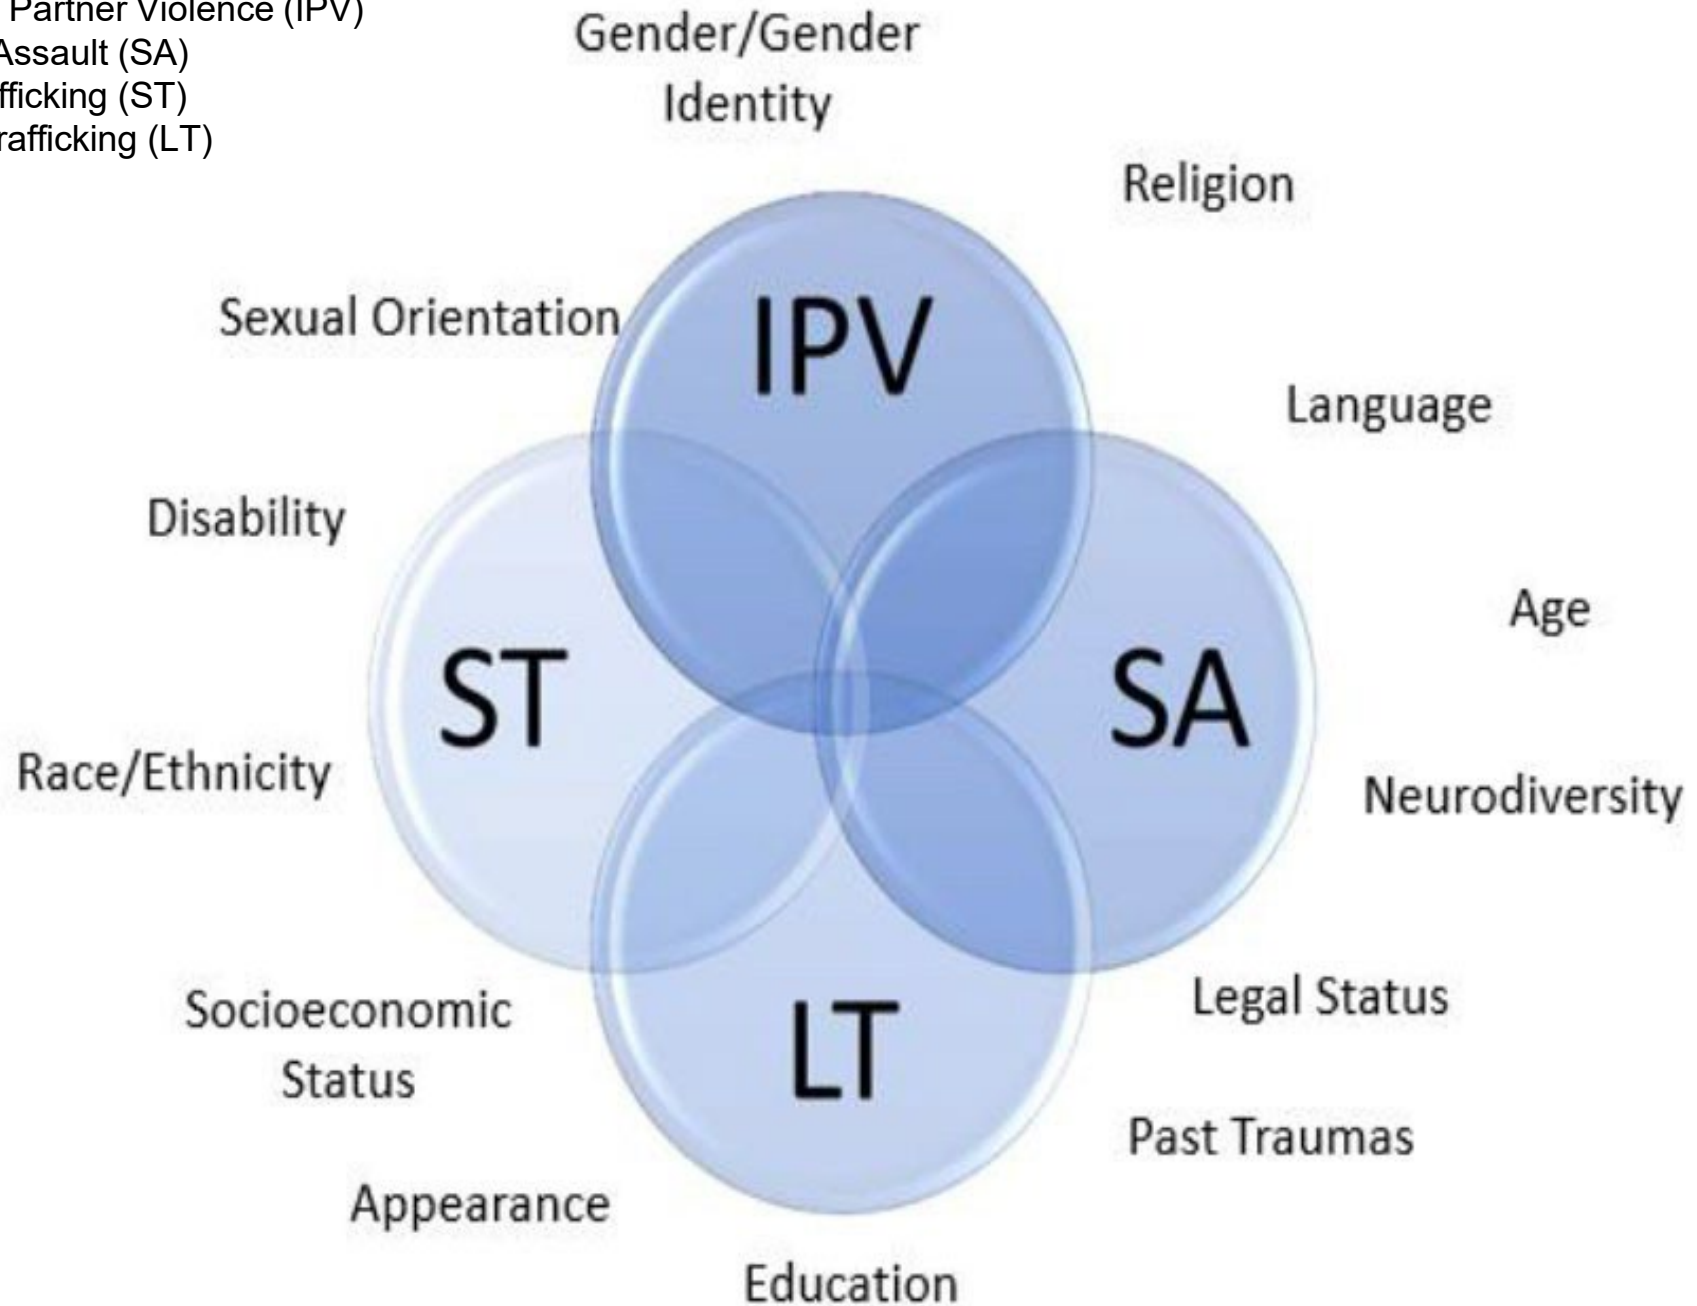 Partner Violence (IPV)
Assault (SA)
fficking (ST)
rafficking (LT)
Gender/Gender
Identity
Religion
Sexual Orientation
IPV
Language
Disability
Age
ST
SA
Race/Ethnicity
Neurodiversity
Socioeconomic
Status
Legal Status
LT
Past Traumas
Appearance
Education